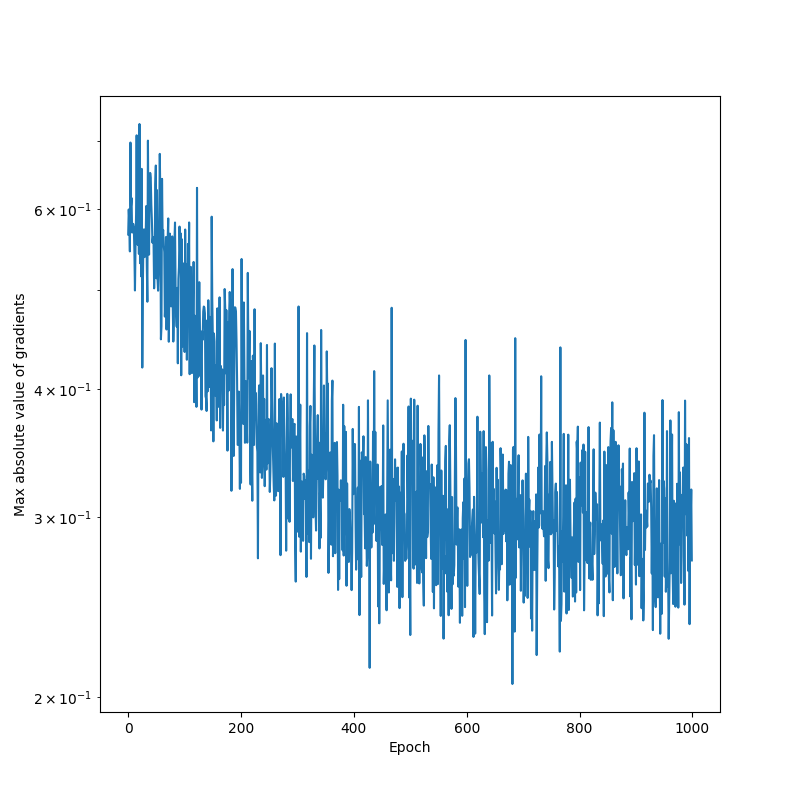 Max absolute value of gradients
6 × 10⁻¹
4 × 10⁻¹
3 × 10⁻¹
2 × 10⁻¹
0 200 400 600 800 1000
Epoch